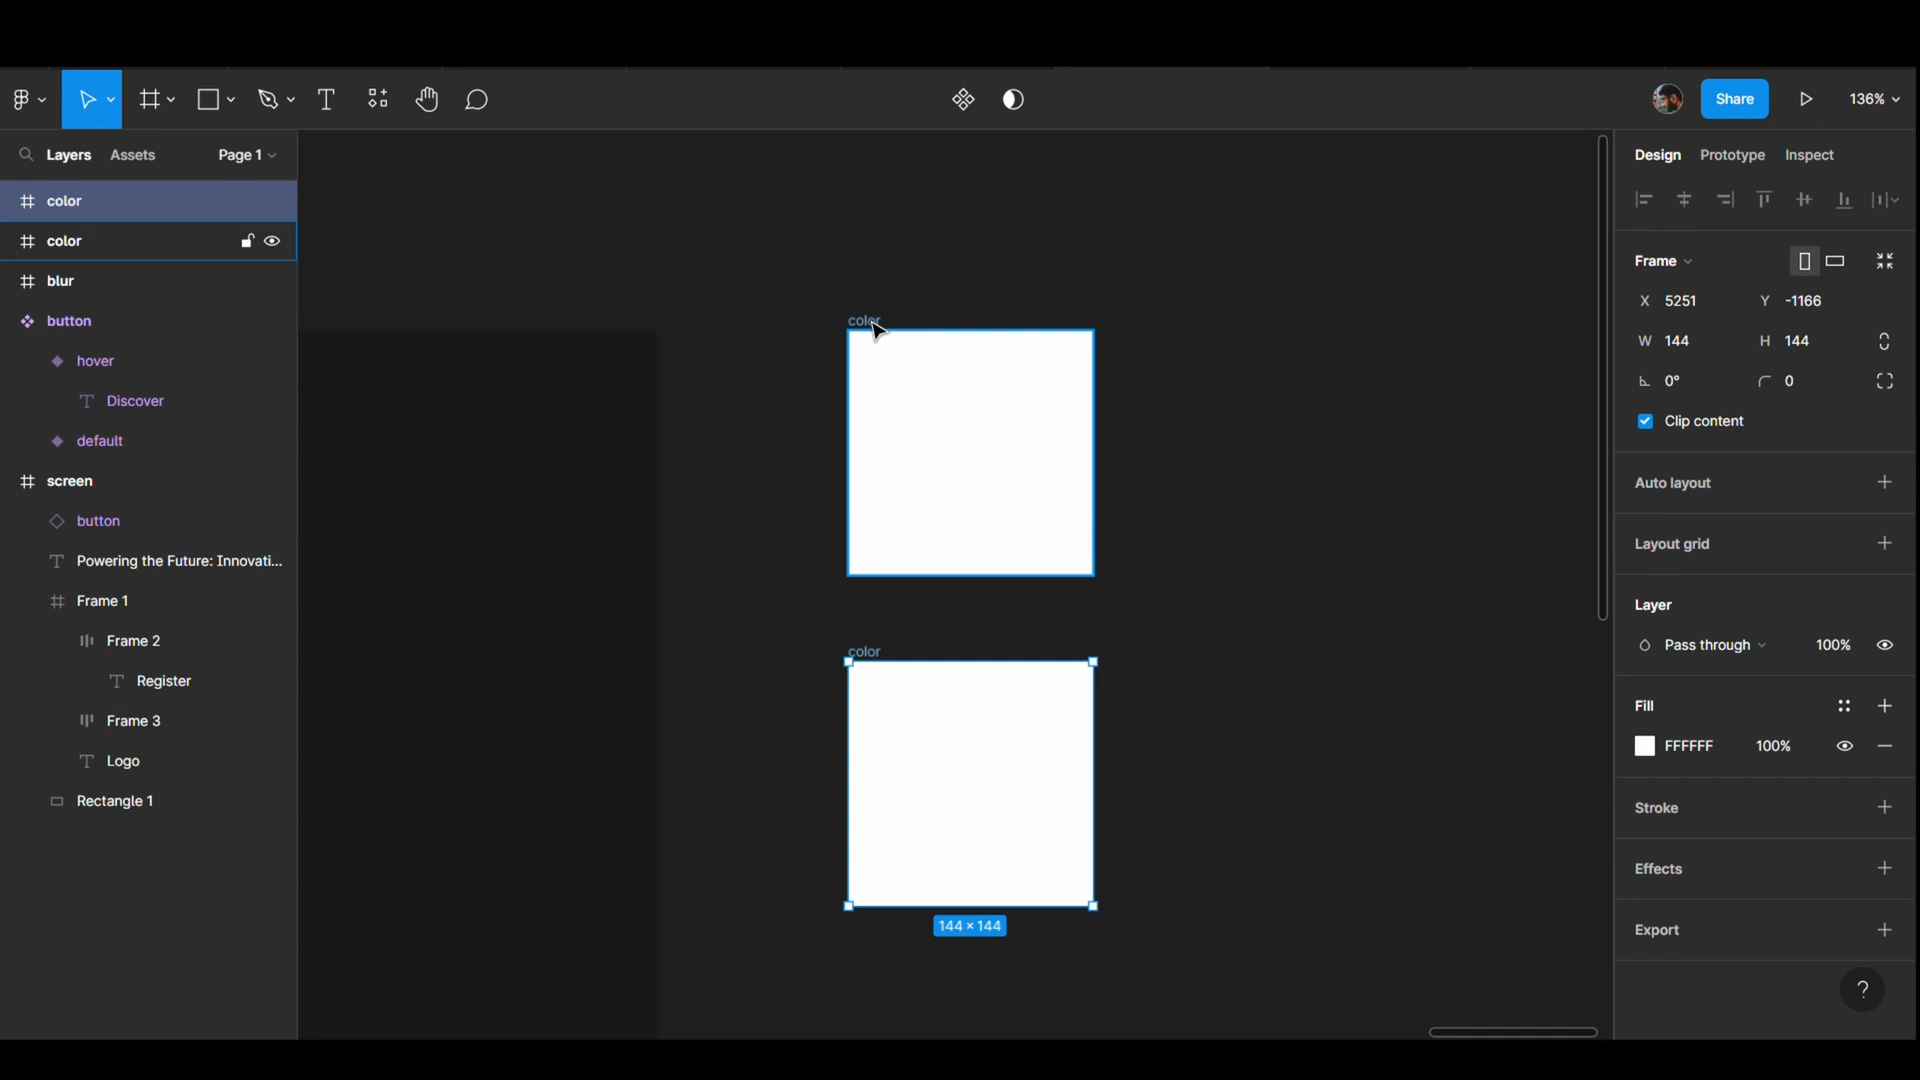 Share
136%
Layers
Assets
Page 1
color
color
blur
button
hover
Discover
default
screen
button
Powering the Future: Innovati...
Frame 1
Frame 2
Register
Frame 3
Logo
Rectangle 1
color
color
144 × 144
Design
Prototype
Inspect
Frame
X 5251
Y -1166
W 144
H 144
0°
0
Clip content
Auto layout
Layout grid
Layer
Pass through
100%
Fill
FFFFFF
100%
Stroke
Effects
Export
?